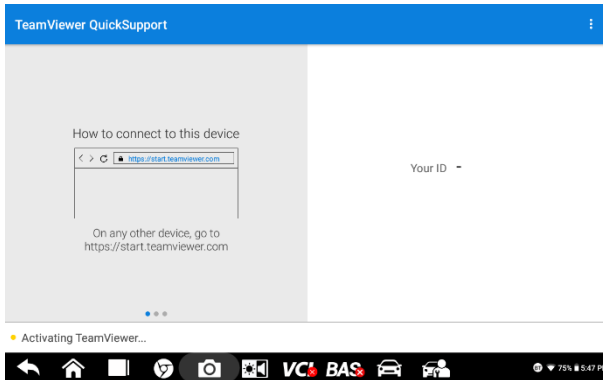 TeamViewer QuickSupport
How to connect to this device
https://start.teamviewer.com
On any other device, go to
https://start.teamviewer.com
Your ID -
Activating TeamViewer...
VCI BAS 75% 5:47 P